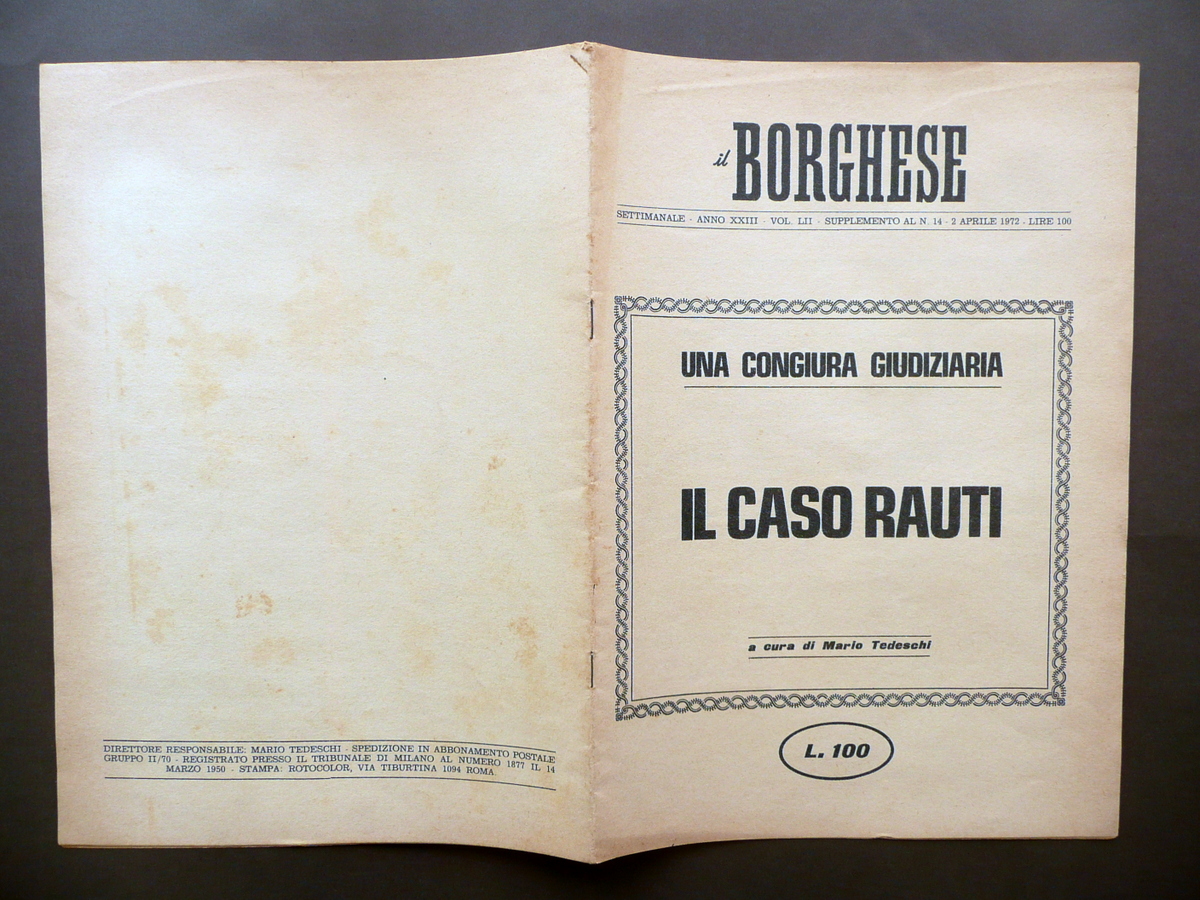 il BORGHESE
SETTIMANALE - ANNO XXIII - VOL. LII - SUPPLEMENTO AL N. 14 - 2 APRILE 1972 - LIRE 100
UNA CONGIURA GIUDIZIARIA
IL CASO RAUTI
a cura di Mario Tedeschi
L. 100
DIRETTORE RESPONSABILE: MARIO TEDESCHI - SPEDIZIONE IN ABBONAMENTO POSTALE
GRUPPO II/70 - REGISTRATO PRESSO IL TRIBUNALE DI MILANO AL NUMERO 1877 IL 14
MARZO 1950 - STAMPA: ROTOCOLOR, VIA TIBURTINA 1094 ROMA.